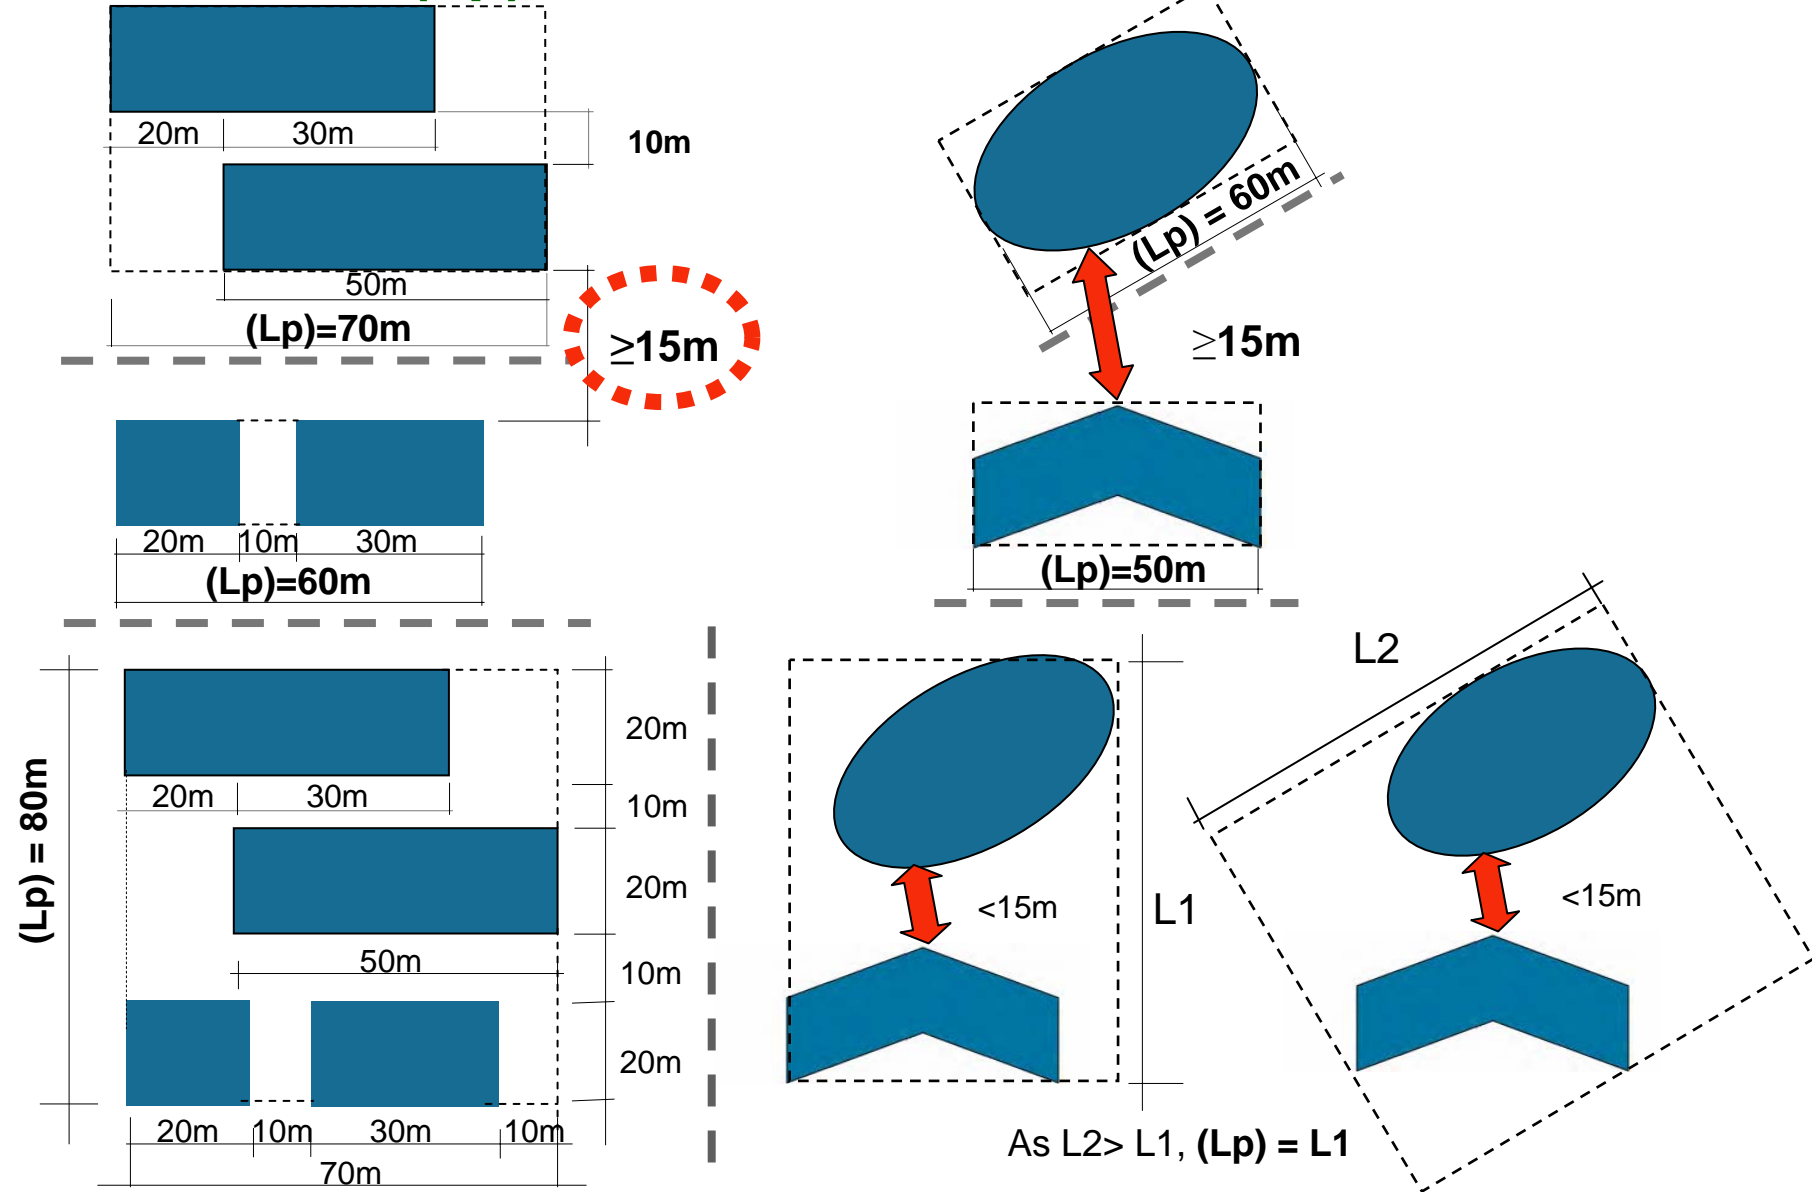 20m 30m
10m
50m
(Lp)=70m
≥15m
20m 10m 30m
(Lp)=60m
(Lp) = 60m
≥15m
(Lp)=50m
(Lp) = 80m
20m
20m 30m
10m
20m
50m
10m
20m
20m 10m 30m 10m
70m
<15m
L1
L2
<15m
As L2> L1, (Lp) = L1